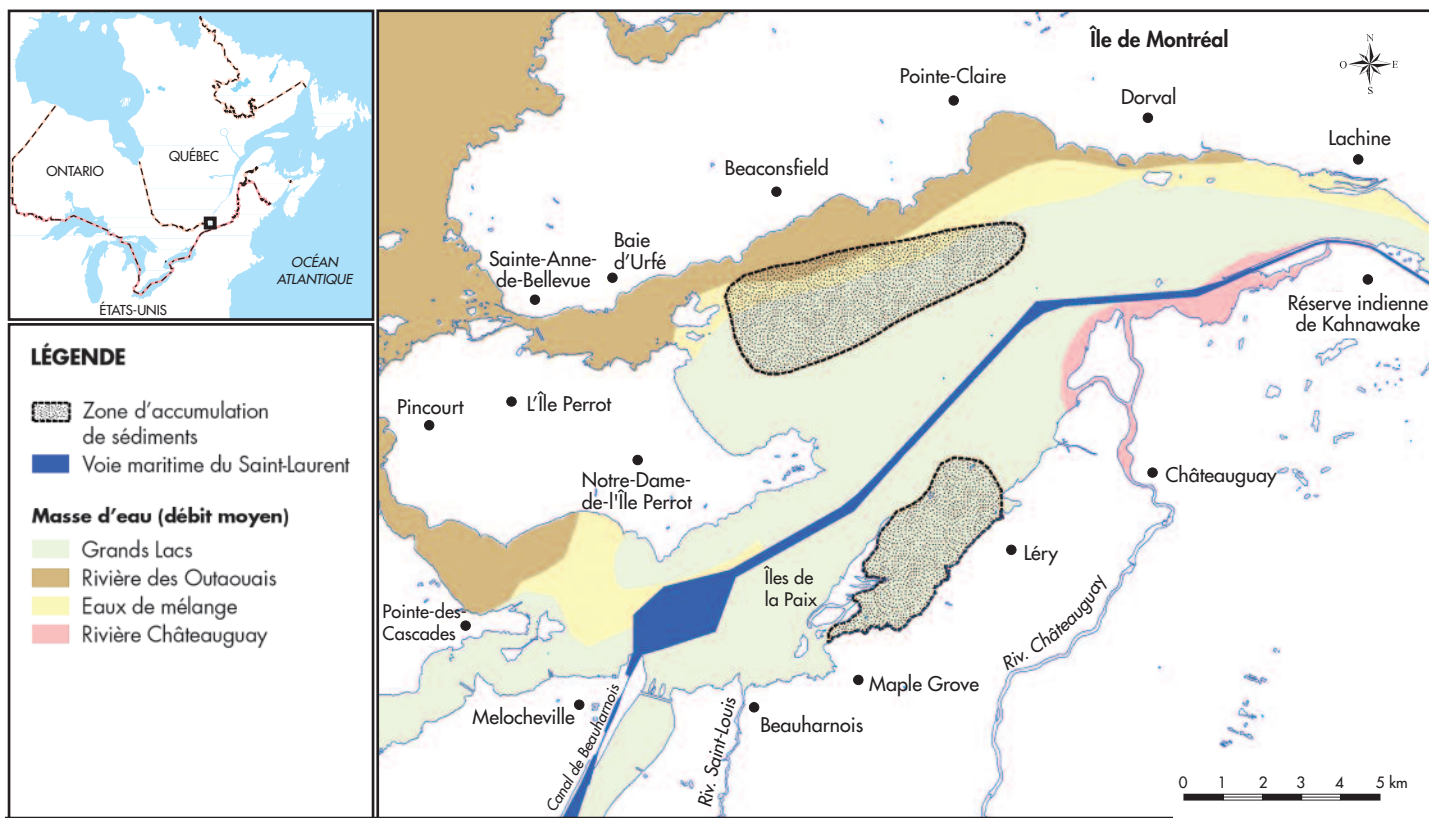 ONTARIO
QUÉBEC
OCÉAN
ATLANTIQUE
ÉTATS-UNIS
LÉGENDE
Zone d'accumulation
de sédiments
Voie maritime du Saint-Laurent
Masse d'eau (débit moyen)
Grands Lacs
Rivière des Outaouais
Eaux de mélange
Rivière Châteauguay
Île de Montréal
N
O
E
S
Pointe-Claire
Dorval
Lachine
Beaconsfield
Baie
d'Urfé
Sainte-Anne-
de-Bellevue
Réserve indienne
de Kahnawake
Pincourt
L'Île Perrot
Notre-Dame-
de-l'Île Perrot
Châteauguay
Léry
Îles de
la Paix
Pointe-des-
Cascades
Riv. Châteauguay
Maple Grove
Melocheville
Canal de Beauharnois
Riv. Saint-Louis
Beauharnois
0 1 2 3 4 5 km